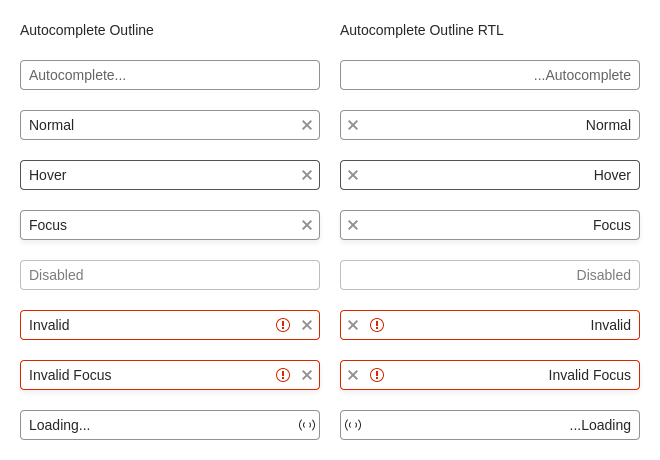 Autocomplete Outline
Autocomplete Outline RTL
Autocomplete...
...Autocomplete
Normal
Normal
Hover
Hover
Focus
Focus
Disabled
Disabled
Invalid
Invalid
Invalid Focus
Invalid Focus
Loading...
...Loading